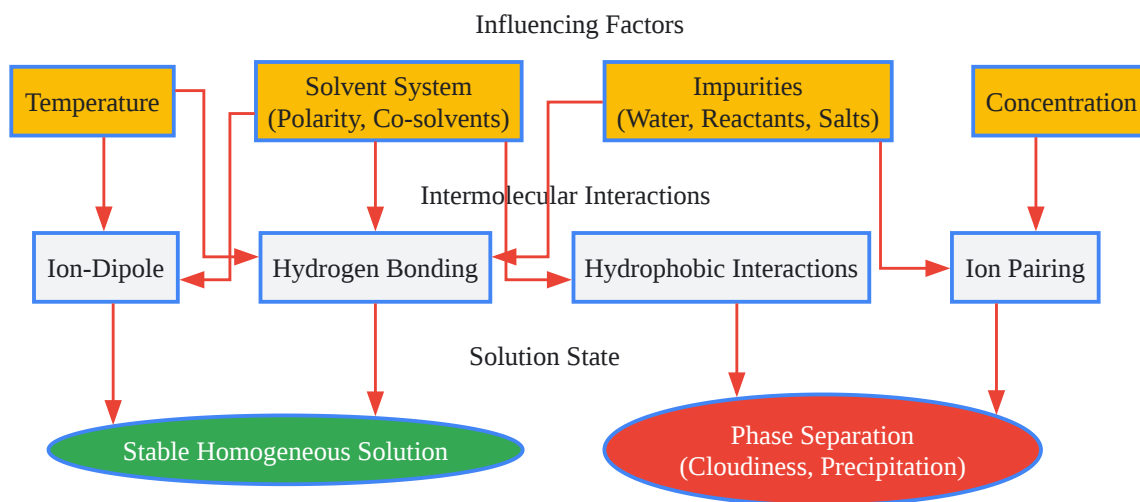 Influencing Factors
Temperature
Solvent System
(Polarity, Co-solvents)
Impurities
(Water, Reactants, Salts)
Concentration
Intermolecular Interactions
Ion-Dipole
Hydrogen Bonding
Hydrophobic Interactions
Ion Pairing
Solution State
Stable Homogeneous Solution
Phase Separation
(Cloudiness, Precipitation)